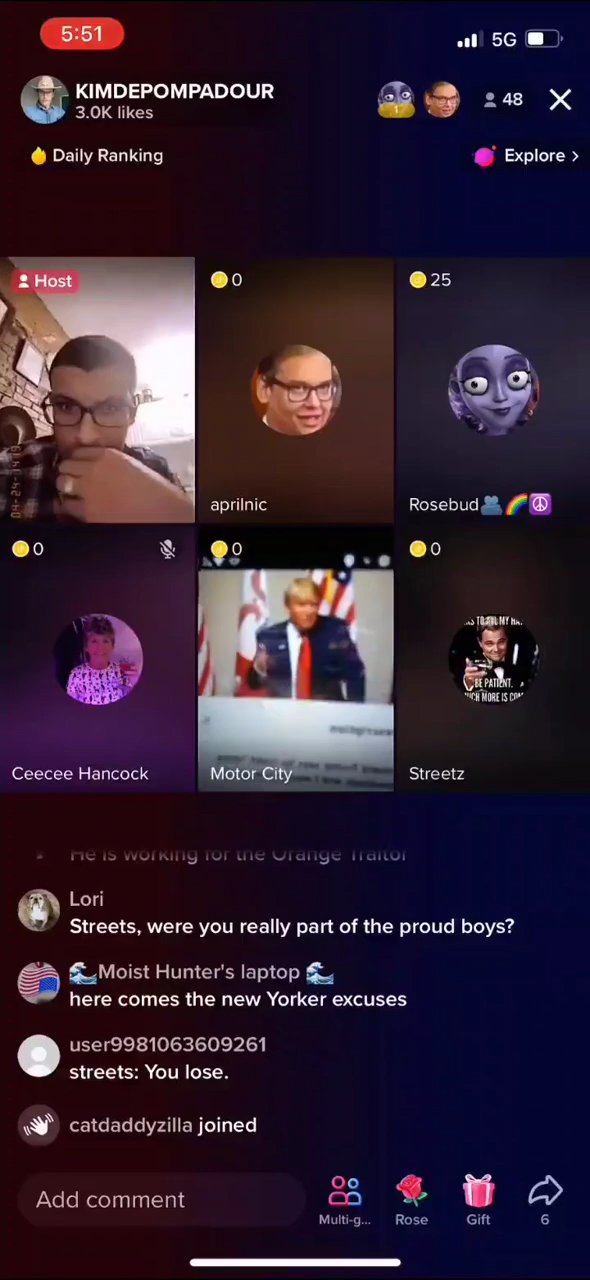 5:51
5G
KIMDEPOMPADOUR
3.0K likes
48
Daily Ranking
Explore >
Host
0
25
aprilnic
Rosebud
0
0
0
BE PATIENT.
Ceecee Hancock
Motor City
Streetz
He is working for the Orange Traitor
Lori
Streets, were you really part of the proud boys?
Moist Hunter's laptop
here comes the new Yorker excuses
user9981063609261
streets: You lose.
catdaddyzilla joined
Add comment
Multi-g...
Rose
Gift
6